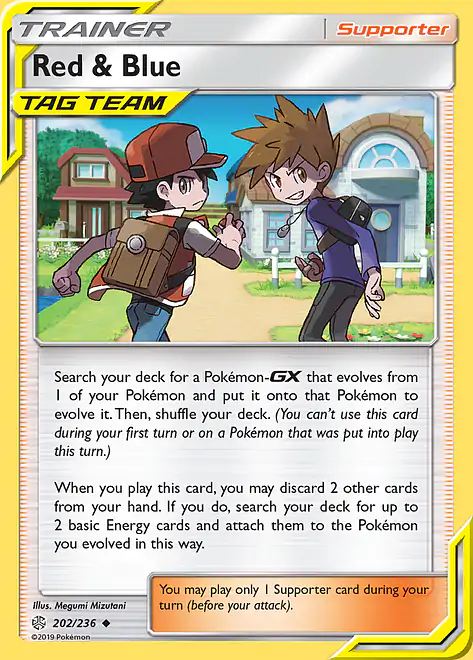 TRAINER Supporter
Red & Blue
TAG TEAM
Search your deck for a Pokémon-GX that evolves from
1 of your Pokémon and put it onto that Pokémon to
evolve it. Then, shuffle your deck. (You can't use this card
during your first turn or on a Pokémon that was put into play
this turn.)
When you play this card, you may discard 2 other cards
from your hand. If you do, search your deck for up to
2 basic Energy cards and attach them to the Pokémon
you evolved in this way.
You may play only 1 Supporter card during your
turn (before your attack).
Illus. Megumi Mizutani
202/236
©2019 Pokémon